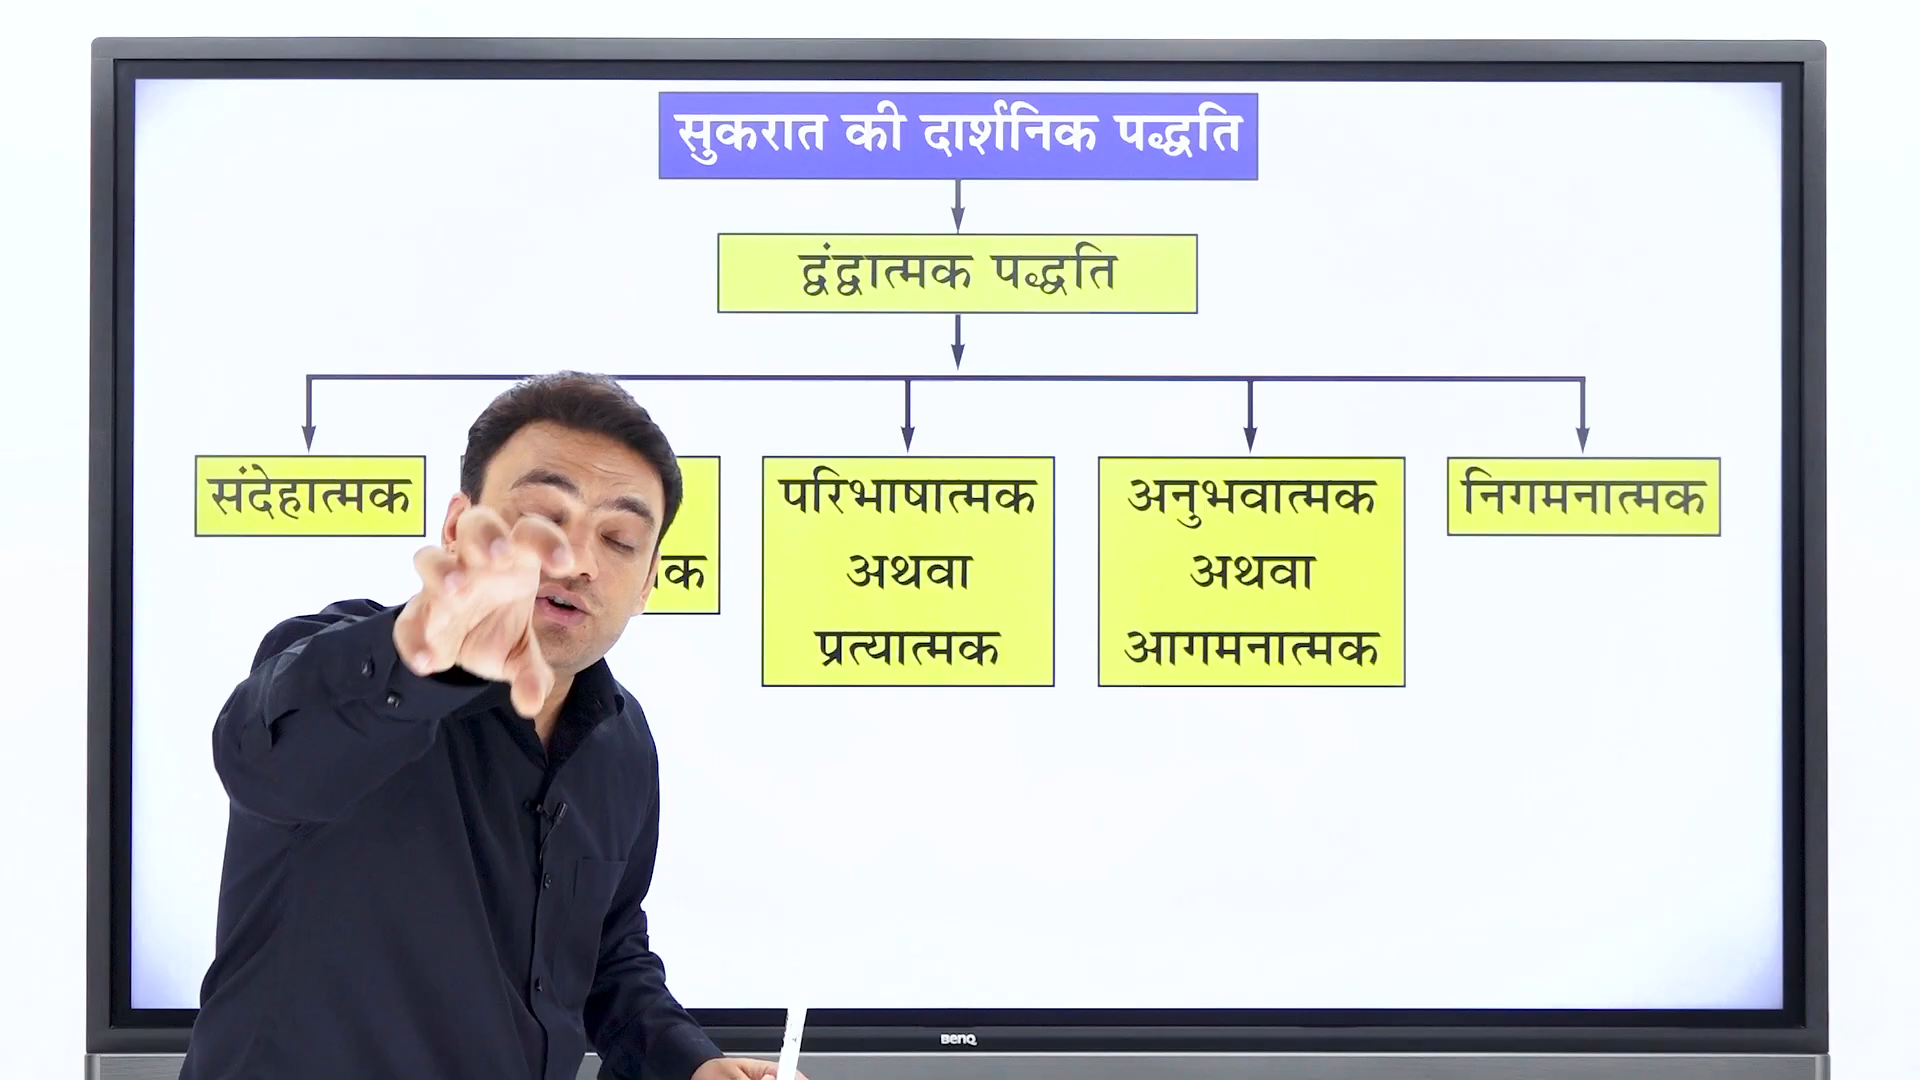 सुकरात की दार्शनिक पद्धति
द्वंद्वात्मक पद्धति
संदेहात्मक
परिभाषात्मक
अथवा
प्रत्यात्मक
अनुभवात्मक
अथवा
आगमनात्मक
निगमनात्मक
BenQ